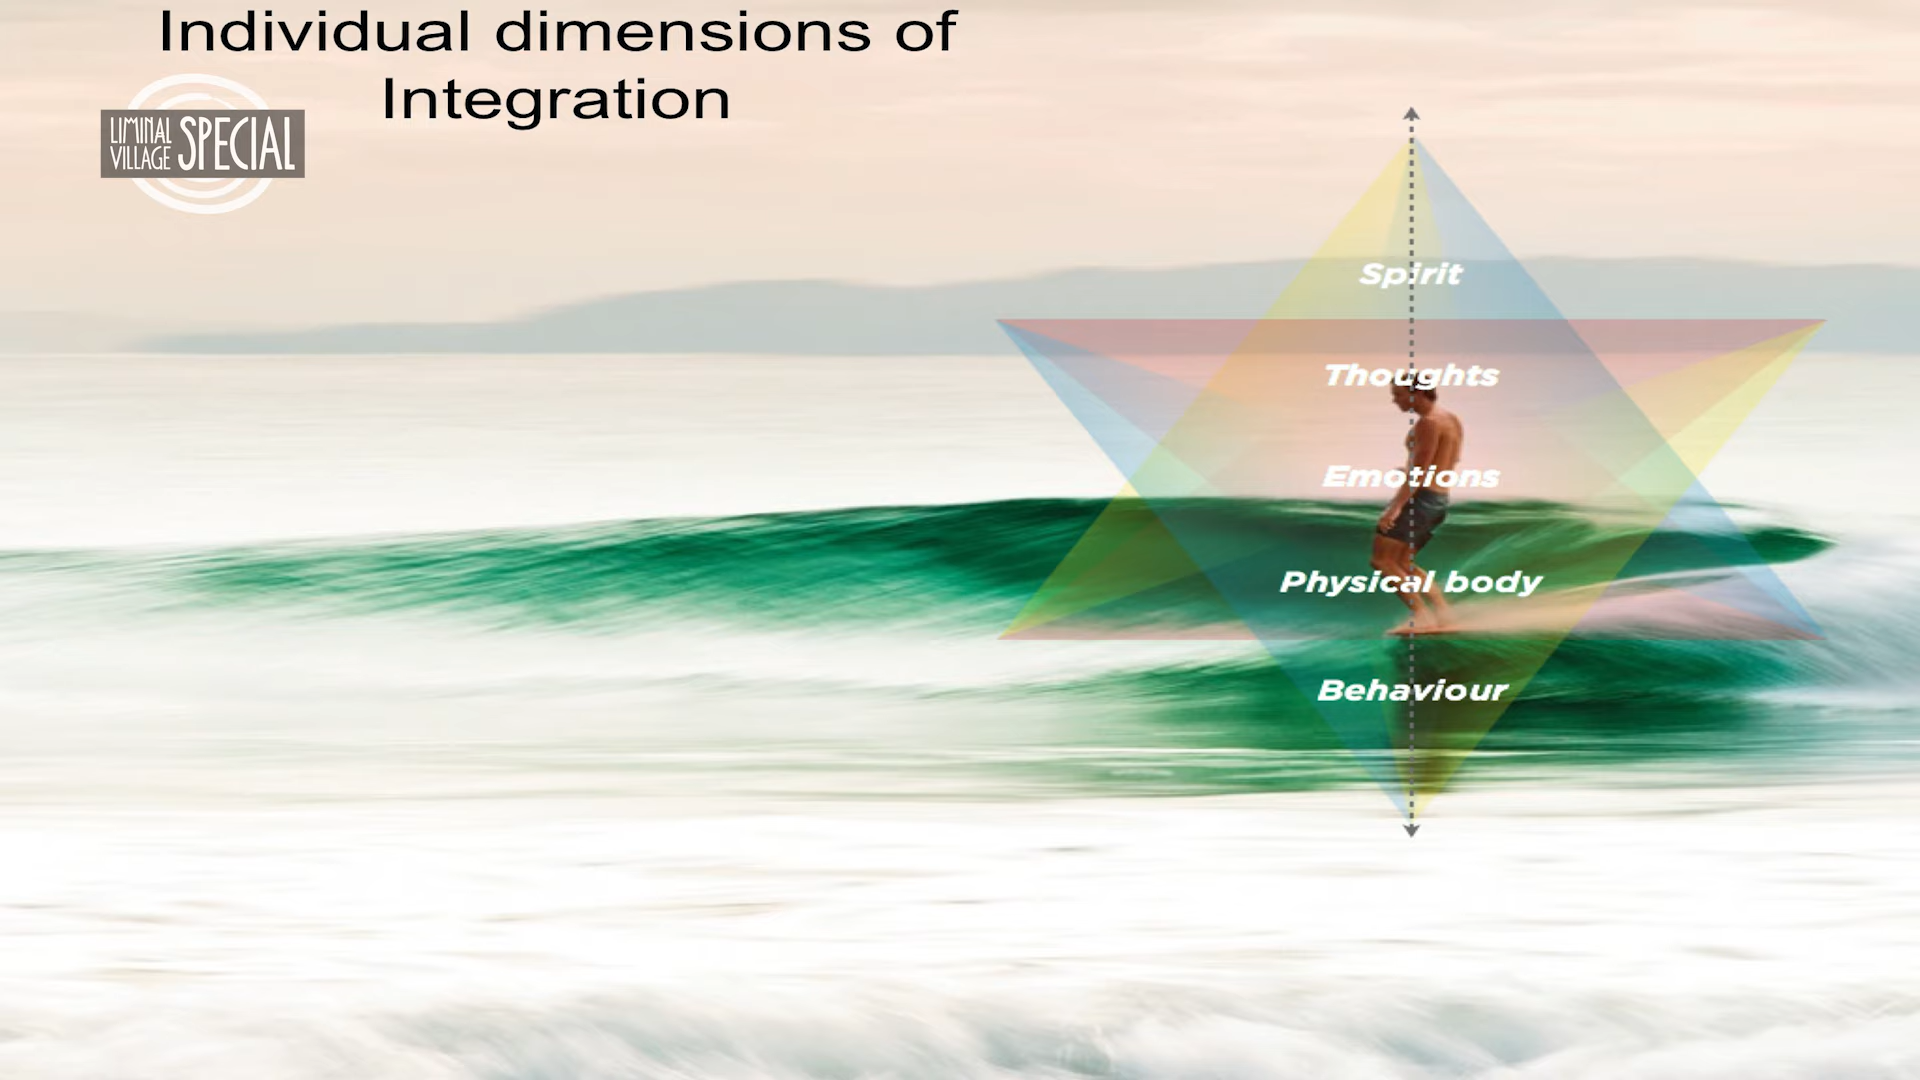 Individual dimensions of
Integration
LIMINAL
VILLAGE
SPECIAL
Spirit
Thoughts
Emotions
Physical body
Behaviour